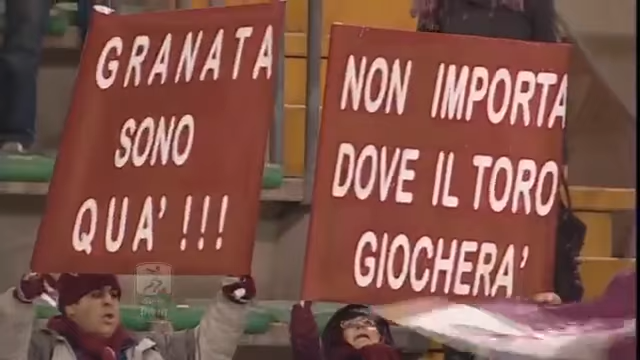 GRANATA
SONO
QUA' !!!
NON IMPORTA
DOVE IL TORO
GIOCHERA'